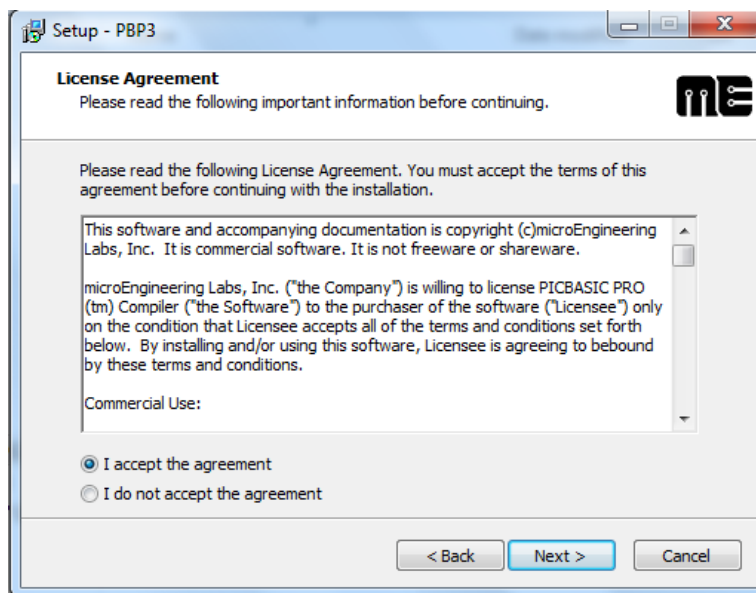 Setup - PBP3
License Agreement
Please read the following important information before continuing.
ME
Please read the following License Agreement. You must accept the terms of this
agreement before continuing with the installation.
This software and accompanying documentation is copyright (c)microEngineering
Labs, Inc.  It is commercial software. It is not freeware or shareware.
microEngineering Labs, Inc. ("the Company") is willing to license PICBASIC PRO
(tm) Compiler ("the Software") to the purchaser of the software ("Licensee") only
on the condition that Licensee accepts all of the terms and conditions set forth
below.  By installing and/or using this software, Licensee is agreeing to bebound
by these terms and conditions.
Commercial Use:
I accept the agreement
I do not accept the agreement
< Back
Next >
Cancel